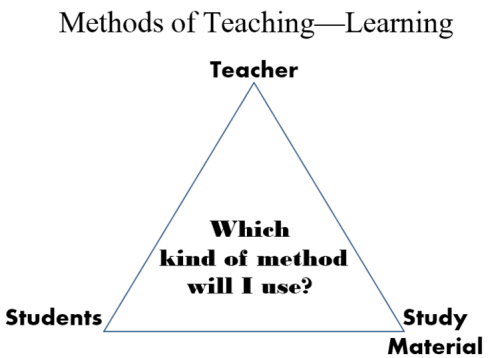 Methods of Teaching—Learning
Teacher
Which
kind of method
will I use?
Students
Study
Material